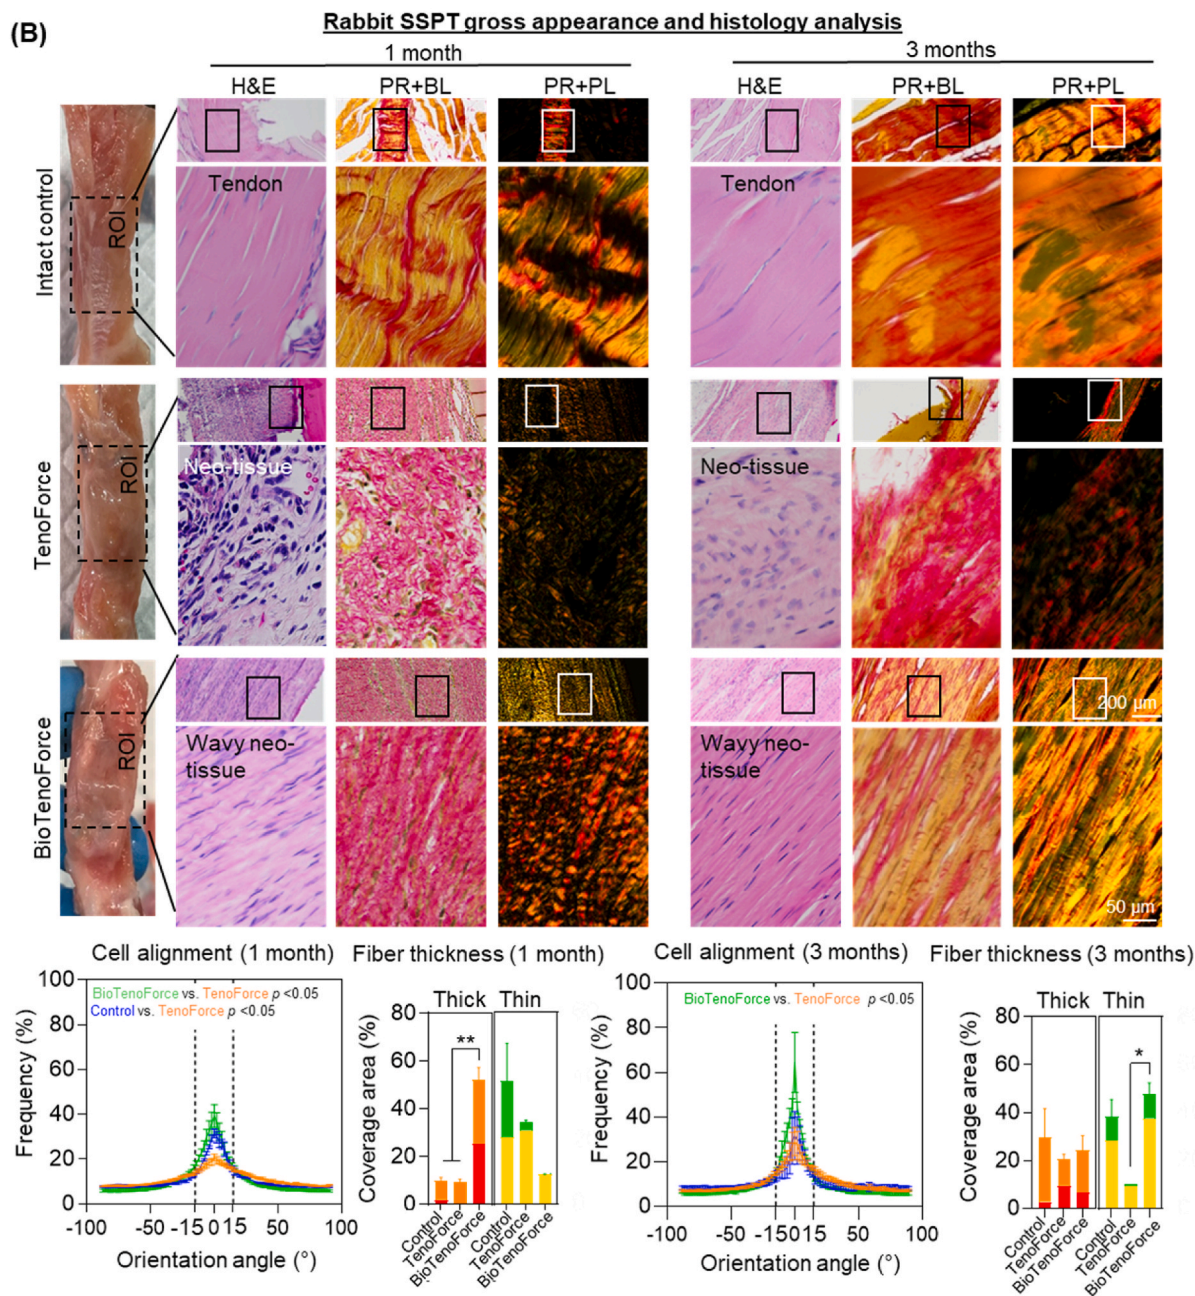 (B)
Rabbit SSPT gross appearance and histology analysis
1 month
3 months
H&E
PR+BL
PR+PL
H&E
PR+BL
PR+PL
Intact control
ROI
Tendon
Tendon
TenoForce
ROI
Neo-tissue
Neo-tissue
BioTenoForce
ROI
Wavy neo-
tissue
Wavy neo-
tissue
200 µm
50 µm
Cell alignment (1 month)
BioTenoForce vs. TenoForce p <0.05
Control vs. TenoForce p <0.05
Frequency (%)
100
80
60
40
20
0
-100
-50
-15
0
15
50
100
Orientation angle (°)
Fiber thickness (1 month)
Thick
Thin
**
Coverage area (%)
80
60
40
20
0
Control
TenoForce
BioTenoForce
Control
TenoForce
BioTenoForce
Cell alignment (3 months)
BioTenoForce vs. TenoForce p <0.05
Frequency (%)
100
80
60
40
20
0
-100
-50
-15
0
15
50
100
Orientation angle (°)
Fiber thickness (3 months)
Thick
Thin
*
Coverage area (%)
80
60
40
20
0
Control
TenoForce
BioTenoForce
Control
TenoForce
BioTenoForce